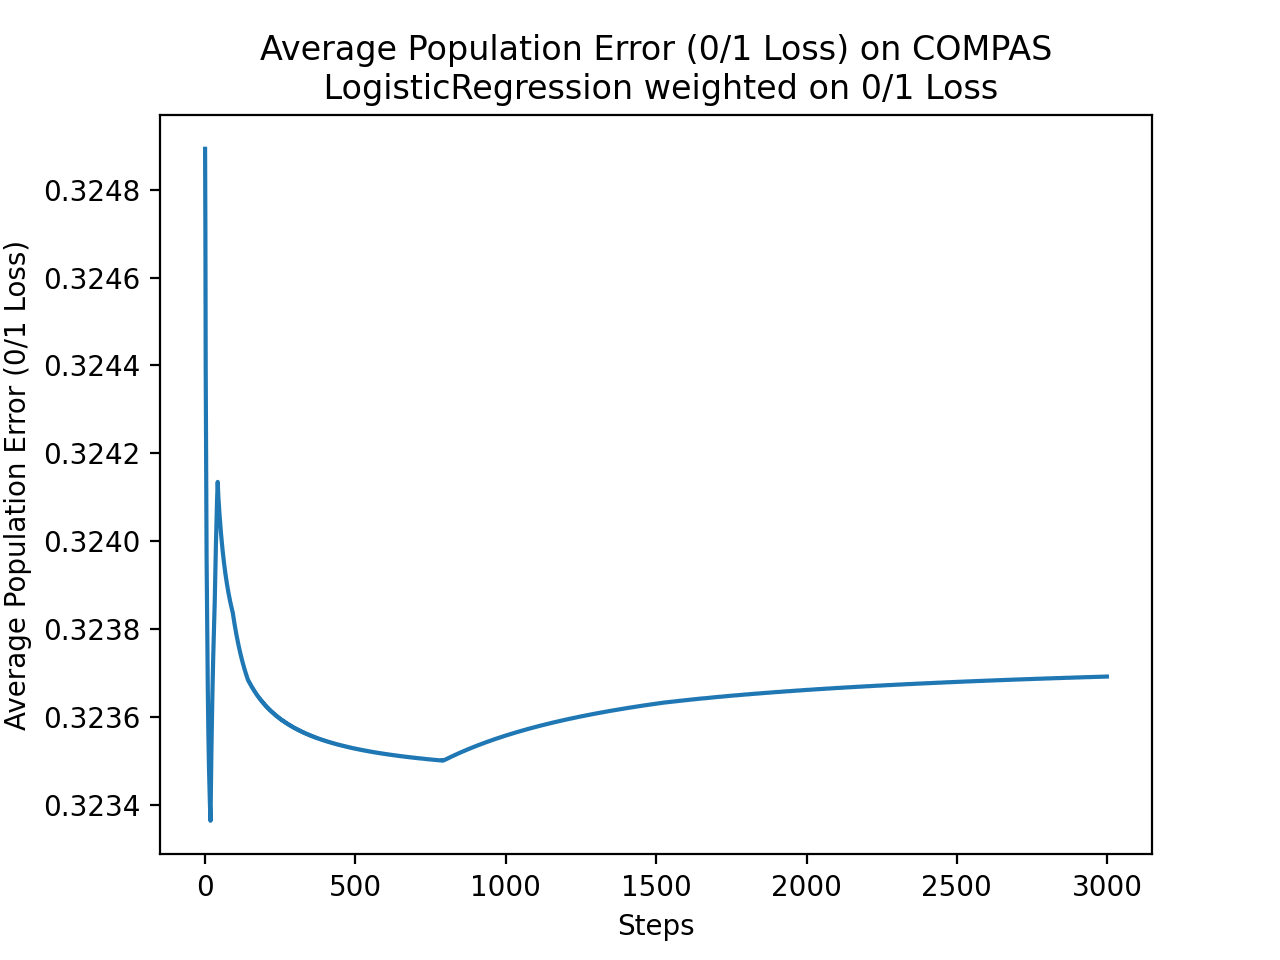 Average Population Error (0/1 Loss) on COMPAS
LogisticRegression weighted on 0/1 Loss
Average Population Error (0/1 Loss)
0.3248
0.3246
0.3244
0.3242
0.3240
0.3238
0.3236
0.3234
0 500 1000 1500 2000 2500 3000
Steps